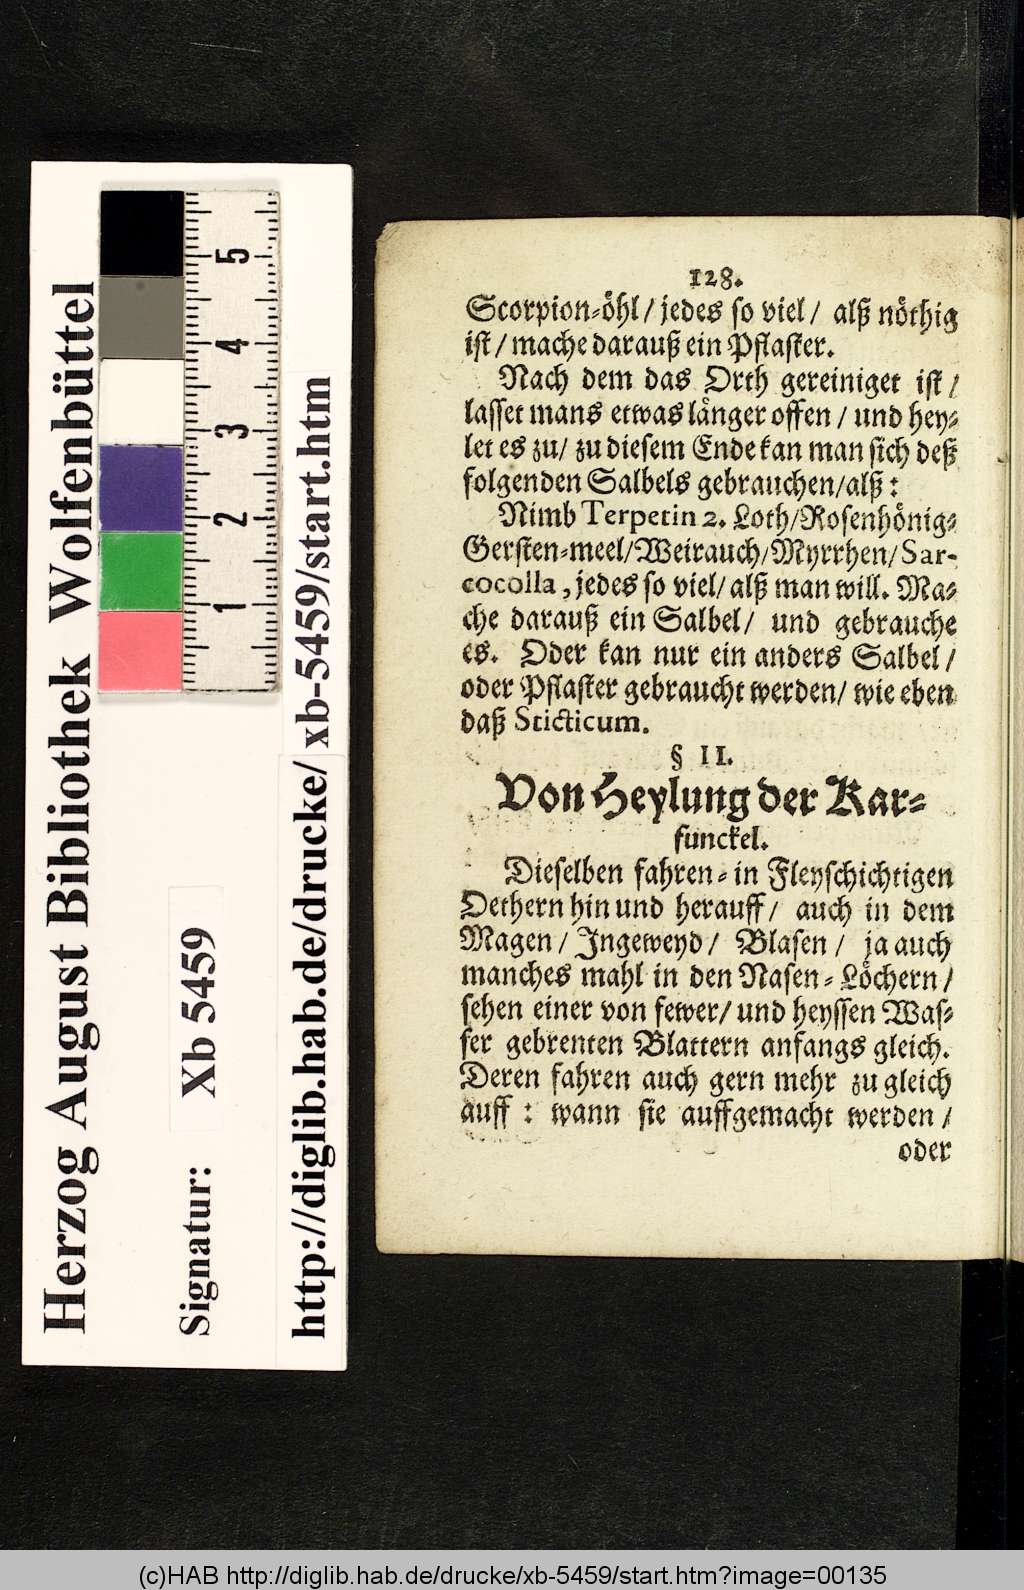 Herzog August Bibliothek Wolfenbüttel
Signatur: Xb 5459
http://diglib.hab.de/drucke/xb-5459/start.htm
5
4
3
2
1
128.
Scorpion-öhl / jedes so viel / alß nöthig
ist / mache darauß ein Pflaster.
Nach dem das Orth gereiniget ist /
lasset mans etwas länger offen / und hey-
let es zu / zu diesem Ende kan man sich deß
folgenden Salbels gebrauchen / alß :
Nimb Terpetin 2. Loth / Rosenhönig-
Gersten-meel / Weirauch / Myrrhen / Sar-
cocolla, jedes so viel / alß man will. Ma-
che darauß ein Salbel / und gebrauche
es. Oder kan nur ein anders Salbel /
oder Pflaster gebraucht werden / wie eben
daß Sticticum.
§ II.
Von Heylung der Kar-
funckel.
Dieselben fahren- in Fleyschichtigen
Oethern hin und herauff / auch in dem
Magen / Ingeweyd / Blasen / ja auch
manches mahl in den Nasen-Löchern /
sehen einer von fewer / und heyssen Was-
ser gebrenten Blattern anfangs gleich.
Deren fahren auch gern mehr zu gleich
auff : wann sie auffgemacht werden /
oder
(c)HAB http://diglib.hab.de/drucke/xb-5459/start.htm?image=00135